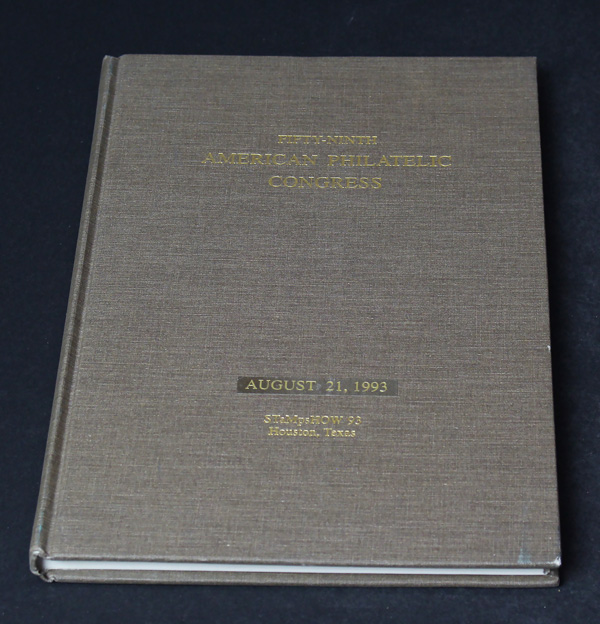 FIFTY-NINTH
AMERICAN PHILATELIC
CONGRESS
AUGUST 21, 1993
STaMpsHOW 93
Houston, Texas